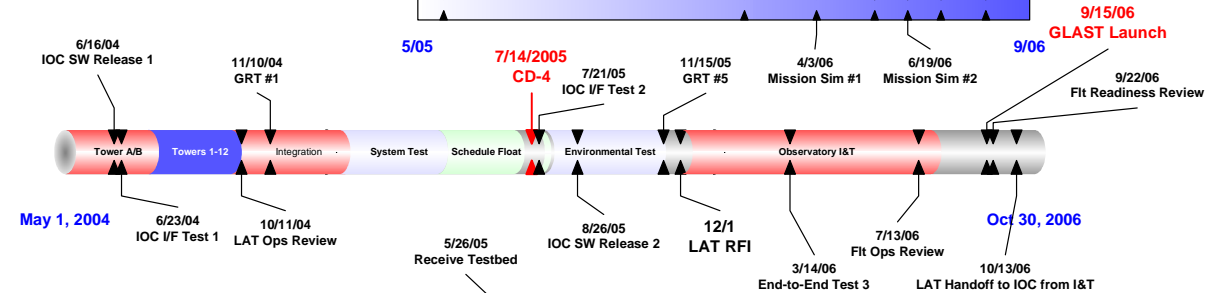 9/15/06
GLAST Launch
5/05
9/06
6/16/04
IOC SW Release 1
11/10/04
GRT #1
7/14/2005
CD-4
7/21/05
IOC I/F Test 2
11/15/05
GRT #5
4/3/06
Mission Sim #1
6/19/06
Mission Sim #2
9/22/06
Flt Readiness Review
Tower A/B
Towers 1-12
Integration
System Test
Schedule Float
Environmental Test
Observatory I&T
May 1, 2004
6/23/04
IOC I/F Test 1
10/11/04
LAT Ops Review
5/26/05
Receive Testbed
8/26/05
IOC SW Release 2
12/1
LAT RFI
3/14/06
End-to-End Test 3
7/13/06
Flt Ops Review
Oct 30, 2006
10/13/06
LAT Handoff to IOC from I&T